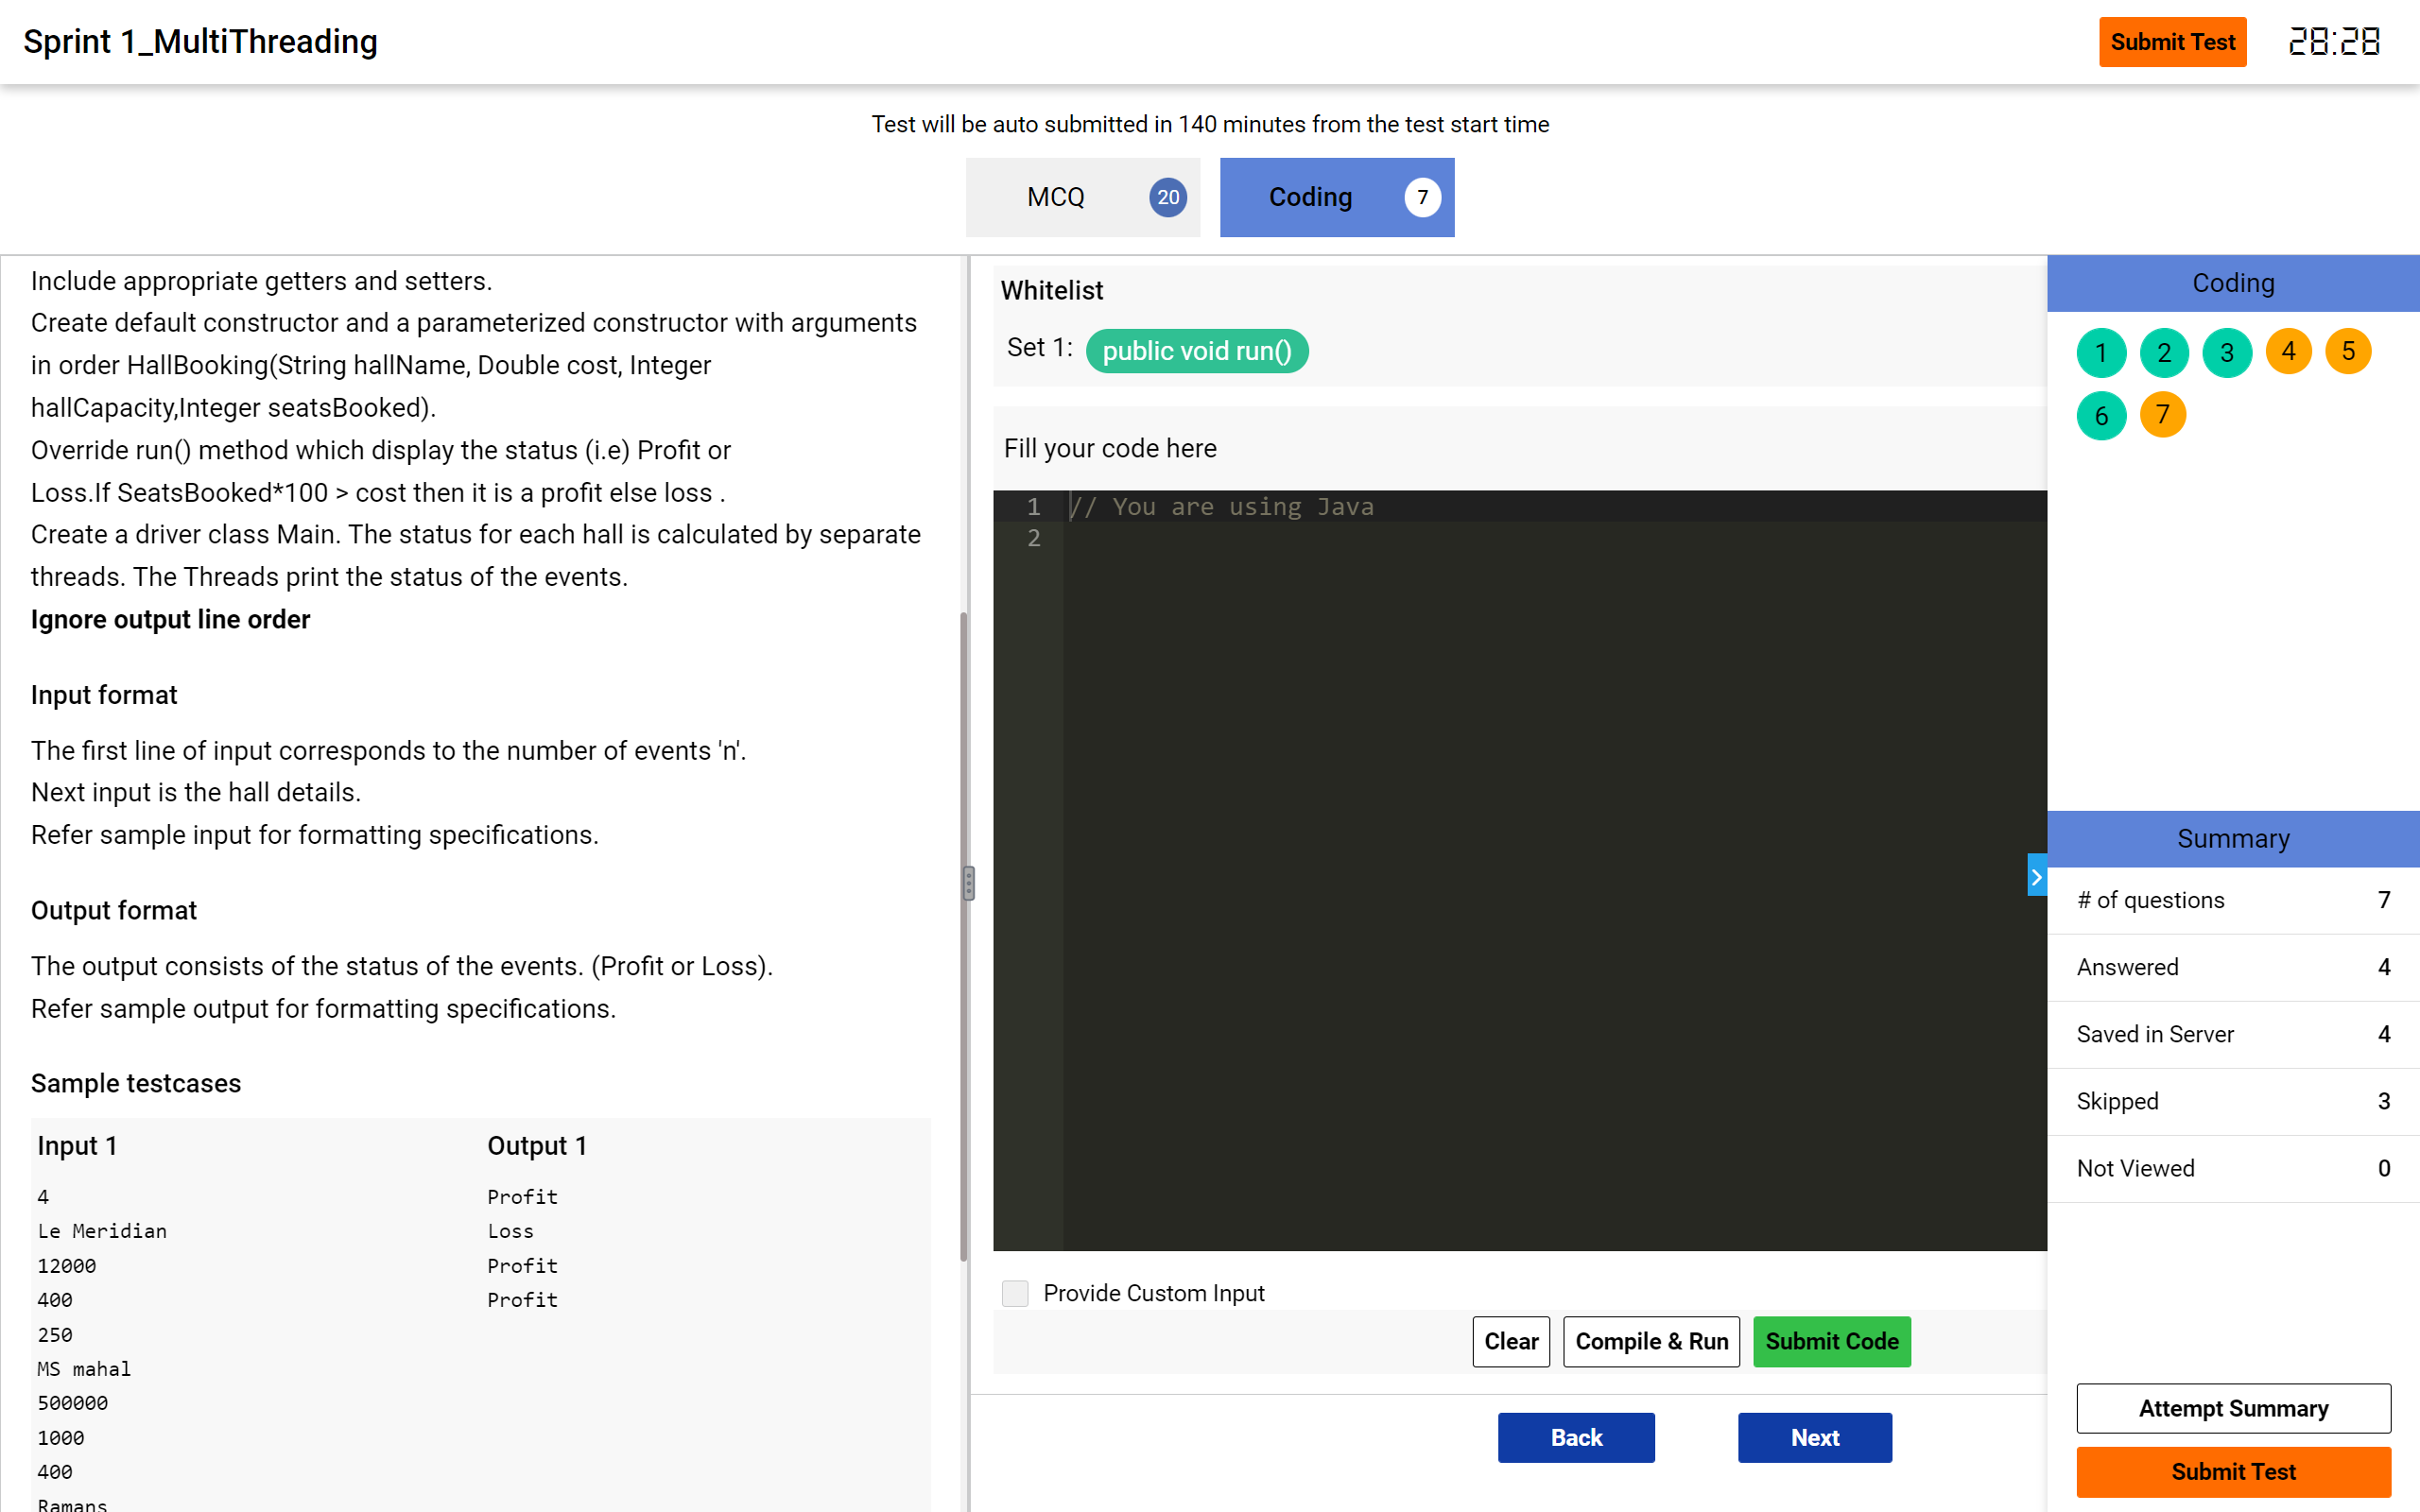 Sprint 1_MultiThreading
Submit Test
28:28
Test will be auto submitted in 140 minutes from the test start time
MCQ 20
Coding 7
Include appropriate getters and setters.
Create default constructor and a parameterized constructor with arguments
in order HallBooking(String hallName, Double cost, Integer
hallCapacity,Integer seatsBooked).
Override run() method which display the status (i.e) Profit or
Loss.If SeatsBooked*100 > cost then it is a profit else loss .
Create a driver class Main. The status for each hall is calculated by separate
threads. The Threads print the status of the events.
Ignore output line order
Input format
The first line of input corresponds to the number of events 'n'.
Next input is the hall details.
Refer sample input for formatting specifications.
Output format
The output consists of the status of the events. (Profit or Loss).
Refer sample output for formatting specifications.
Sample testcases
Input 1
4
Le Meridian
12000
400
250
MS mahal
500000
1000
400
Ramans
Output 1
Profit
Loss
Profit
Profit
Whitelist
Set 1: public void run()
Fill your code here
1 // You are using Java
2
Provide Custom Input
Clear
Compile & Run
Submit Code
Back
Next
Coding
1 2 3 4 5
6 7
Summary
# of questions 7
Answered 4
Saved in Server 4
Skipped 3
Not Viewed 0
Attempt Summary
Submit Test